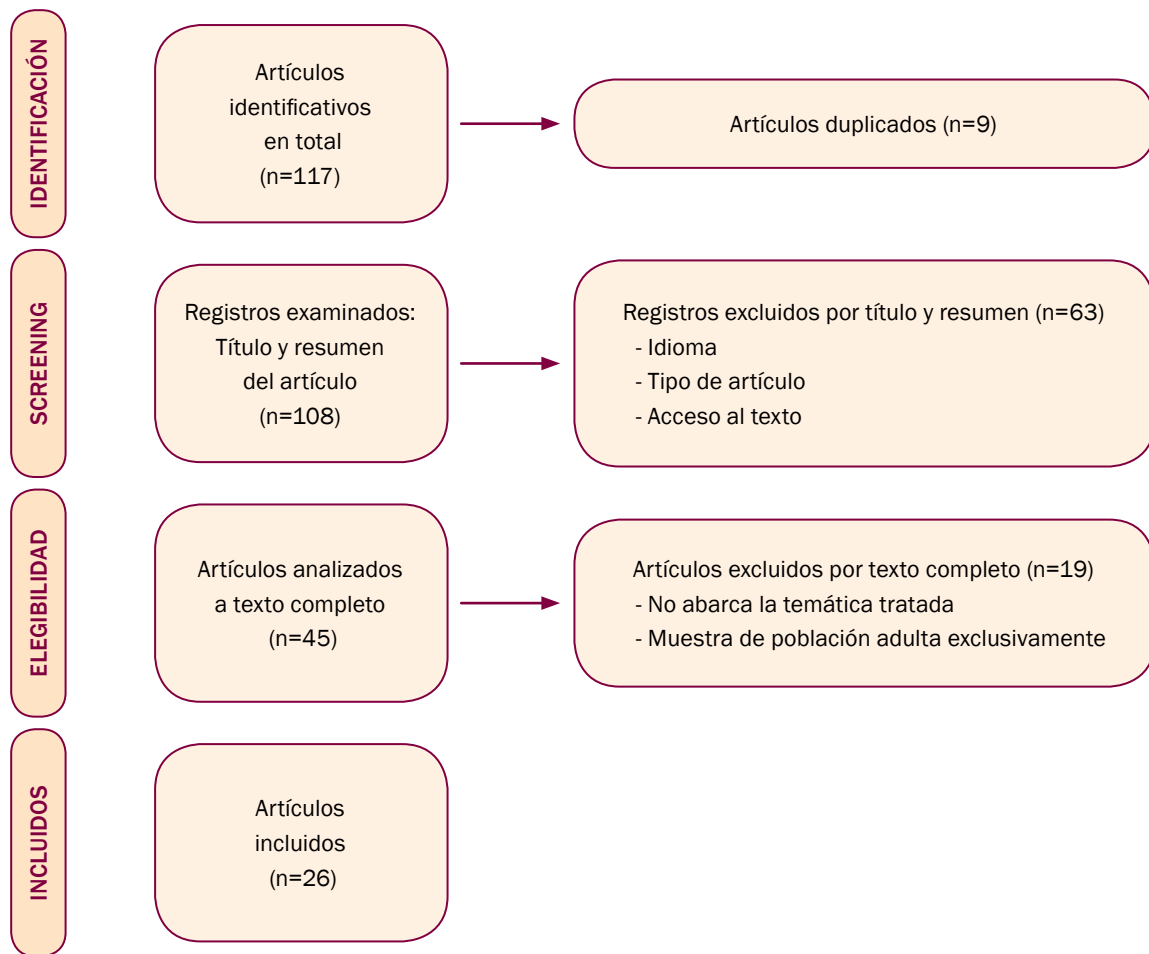 IDENTIFICACIÓN
Artículos
identificativos
en total
(n=117)
Artículos duplicados (n=9)
SCREENING
Registros examinados:
Título y resumen
del artículo
(n=108)
Registros excluidos por título y resumen (n=63)
- Idioma
- Tipo de artículo
- Acceso al texto
ELEGIBILIDAD
Artículos analizados
a texto completo
(n=45)
Artículos excluidos por texto completo (n=19)
- No abarca la temática tratada
- Muestra de población adulta exclusivamente
INCLUIDOS
Artículos
incluidos
(n=26)